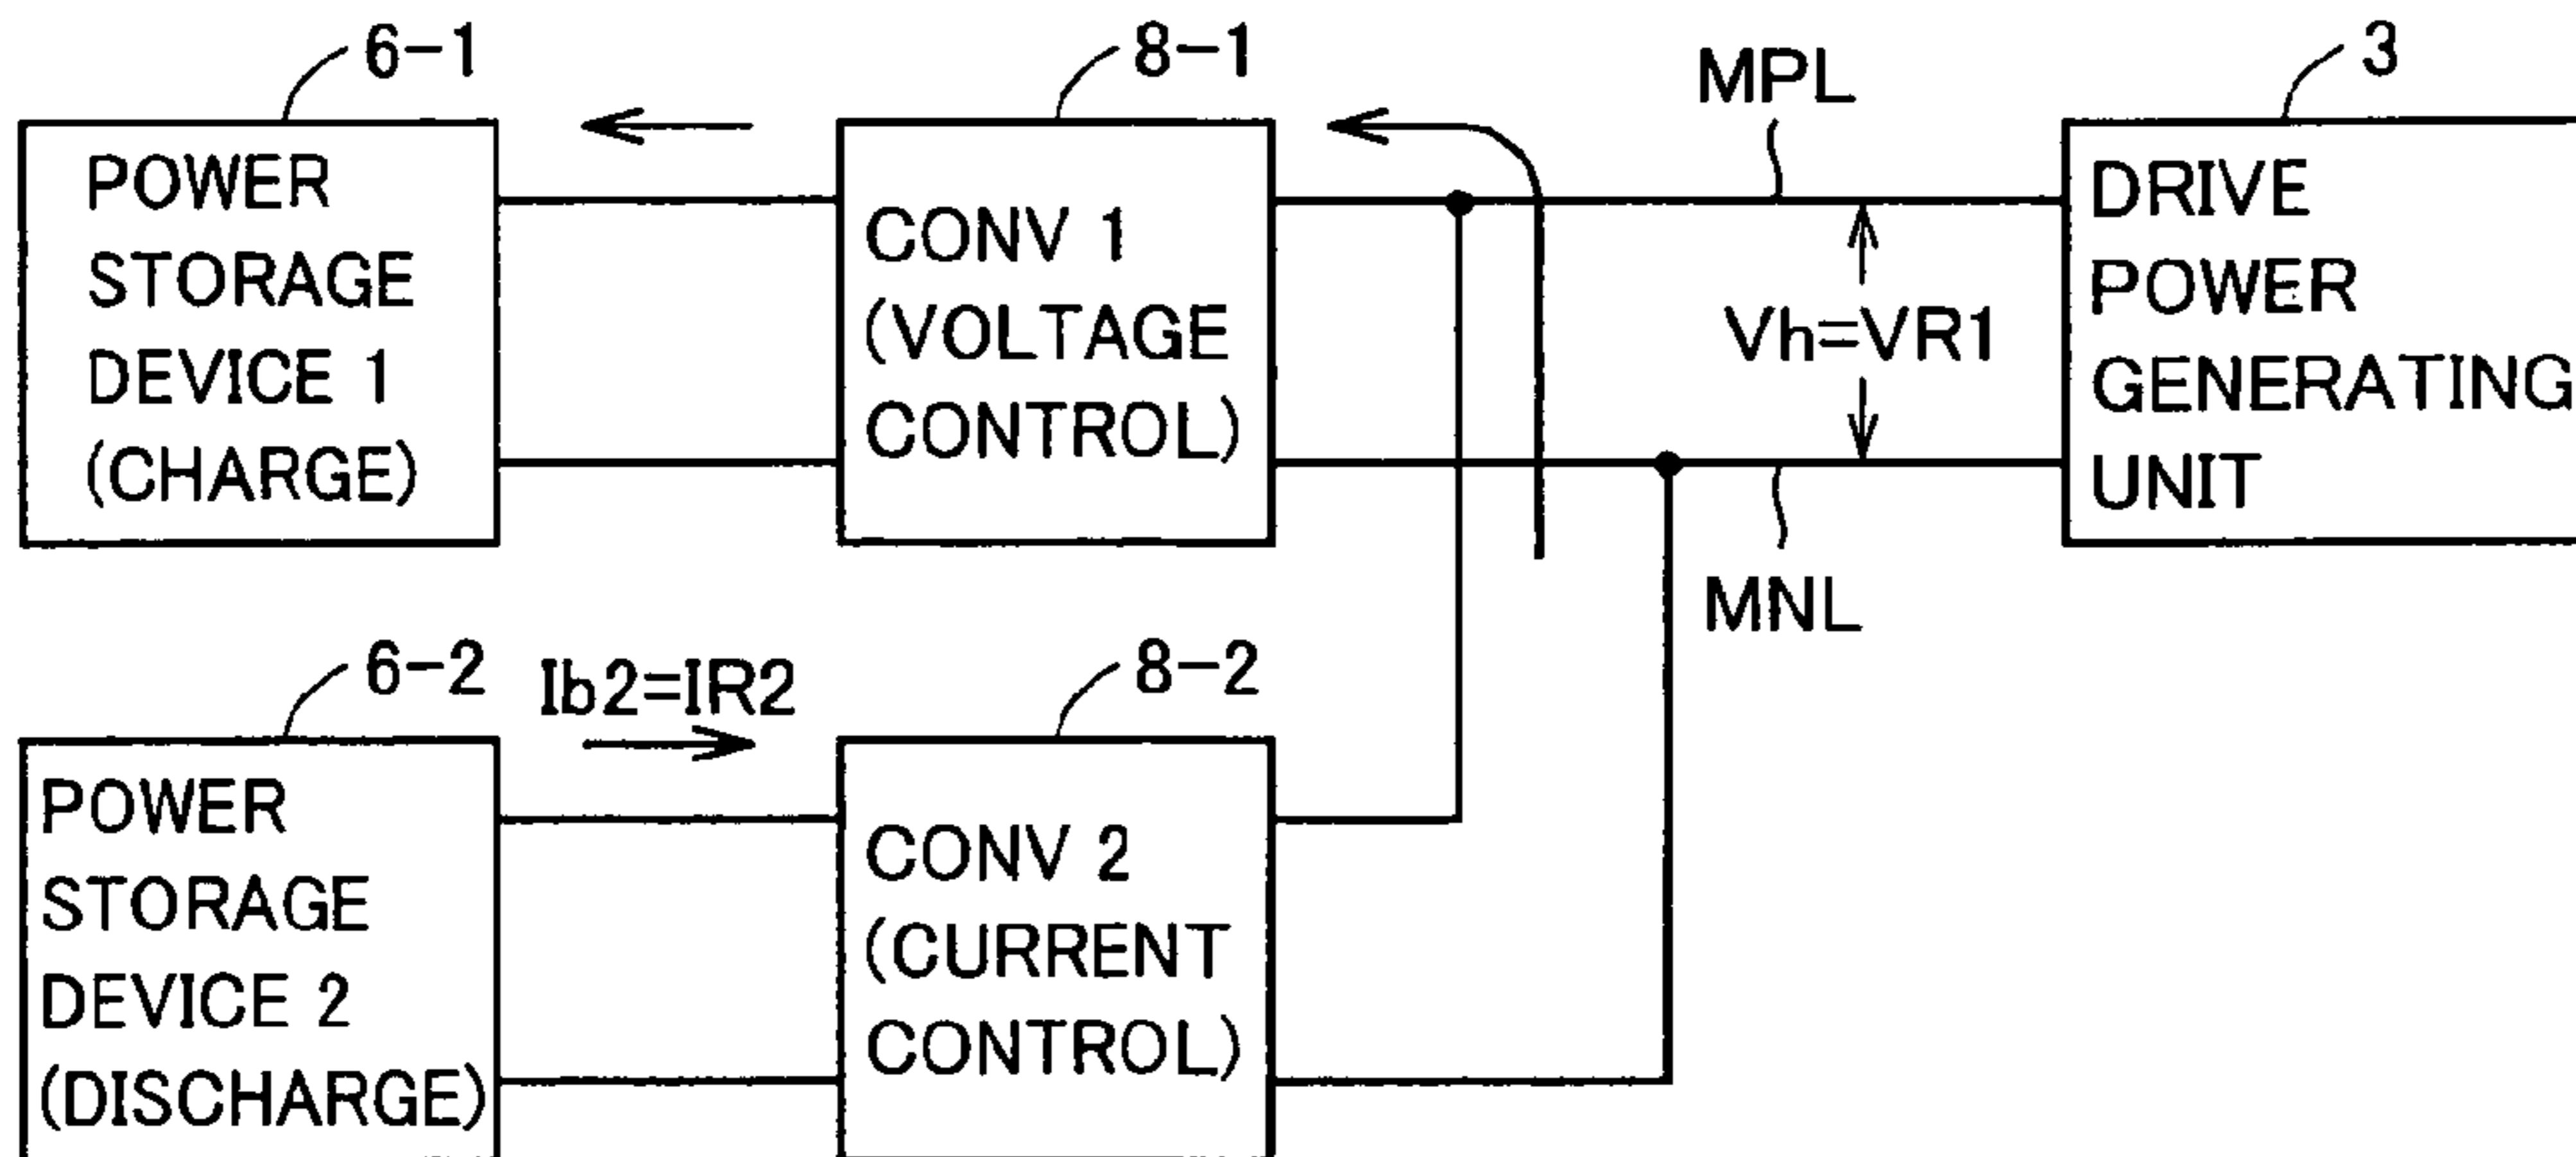 6-1
8-1
MPL
3
POWER
STORAGE
DEVICE 1
(CHARGE)
CONV 1
(VOLTAGE
CONTROL)
Vh=VR1
DRIVE
POWER
GENERATING
UNIT
MNL
6-2
Ib2=IR2
8-2
POWER
STORAGE
DEVICE 2
(DISCHARGE)
CONV 2
(CURRENT
CONTROL)